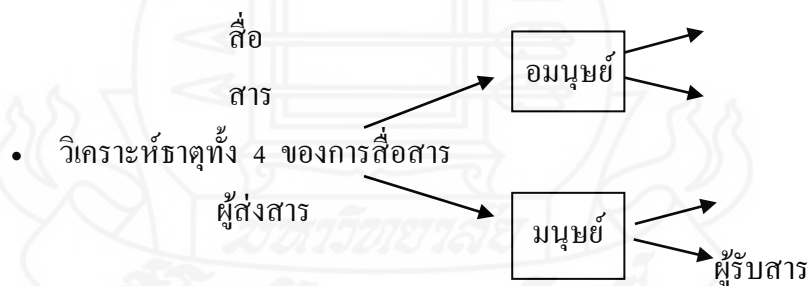 สื่อ
อมนุษย์
สาร
• วิเคราะห์ธาตุทั้ง 4 ของการสื่อสาร
ผู้ส่งสาร
มนุษย์
ผู้รับสาร